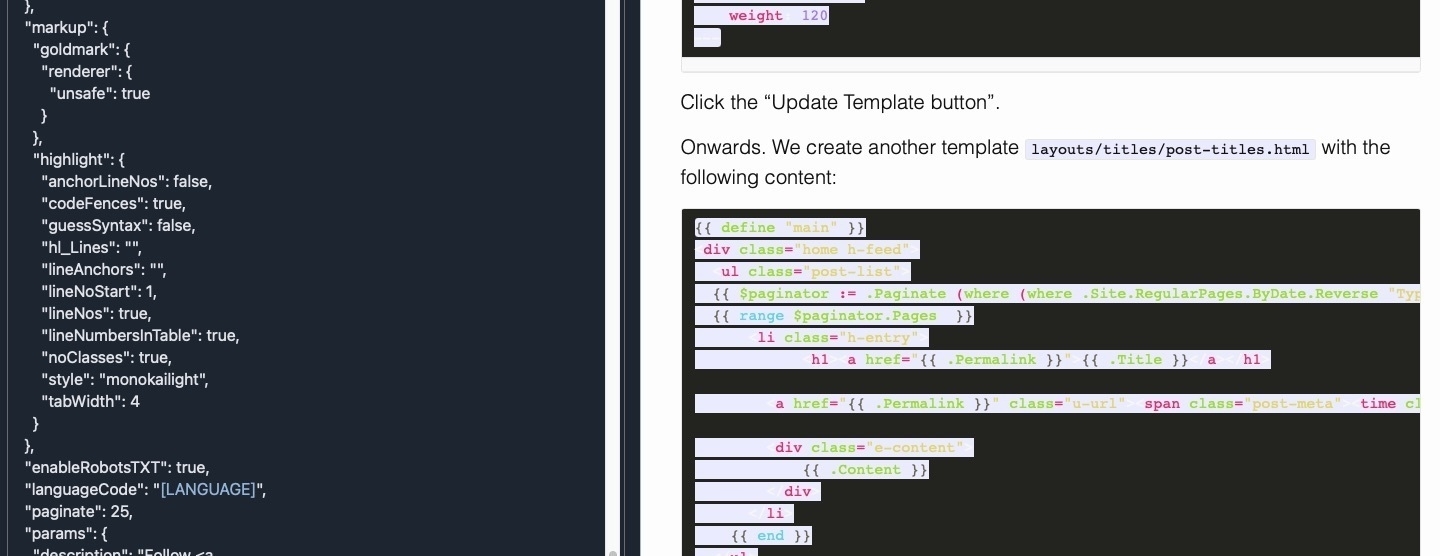 },
"markup": {
"goldmark": {
"renderer": {
"unsafe": true
}
},
"highlight": {
"anchorLineNos": false,
"codeFences": true,
"guessSyntax": false,
"hl_Lines": "",
"lineAnchors": "",
"lineNoStart": 1,
"lineNos": true,
"lineNumbersInTable": true,
"noClasses": true,
"style": "monokailight",
"tabWidth": 4
}
},
"enableRobotsTXT": true,
"languageCode": "[LANGUAGE]",
"paginate": 25,
"params": {
"description": "Follow <a
weight: 120
---
Click the “Update Template button”.
Onwards. We create another template layouts/titles/post-titles.html with the
following content:
{{ define "main" }}
<div class="home h-feed">
<ul class="post-list">
{{ $paginator := .Paginate (where (where .Site.RegularPages.ByDate.Reverse "Typ
{{ range $paginator.Pages }}
<li class="h-entry">
<h1><a href="{{ .Permalink }}">{{ .Title }}</a></h1>
<a href="{{ .Permalink }}" class="u-url"><span class="post-meta"><time cl
<div class="e-content">
{{ .Content }}
</div>
</li>
{{ end }}
</ul>